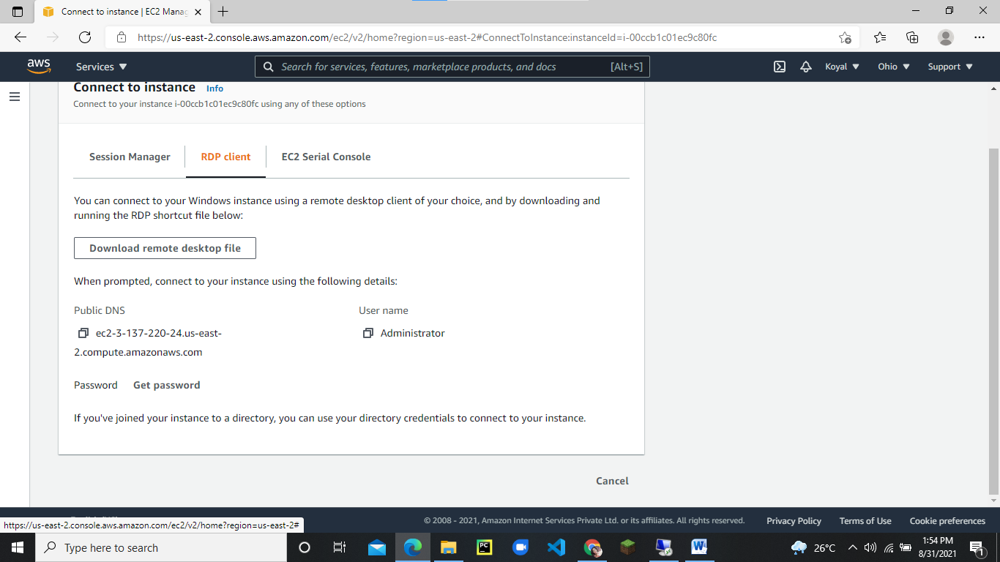 Connect to instance | EC2 Manag
https://us-east-2.console.aws.amazon.com/ec2/v2/home?region=us-east-2#ConnectToInstance:instanceId=i-00ccb1c01ec9c80fc
aws Services Search for services, features, marketplace products, and docs [Alt+S] Koyal Ohio Support
Connect to instance Info
Connect to your instance i-00ccb1c01ec9c80fc using any of these options
Session Manager RDP client EC2 Serial Console
You can connect to your Windows instance using a remote desktop client of your choice, and by downloading and
running the RDP shortcut file below:
Download remote desktop file
When prompted, connect to your instance using the following details:
Public DNS User name
ec2-3-137-220-24.us-east- Administrator
2.compute.amazonaws.com
Password Get password
If you've joined your instance to a directory, you can use your directory credentials to connect to your instance.
Cancel
© 2008 - 2021, Amazon Internet Services Private Ltd. or its affiliates. All rights reserved. Privacy Policy Terms of Use Cookie preferences
https://us-east-2.console.aws.amazon.com/ec2/v2/home?region=us-east-2#
Type here to search PC W 26°C 1:54 PM
8/31/2021 1